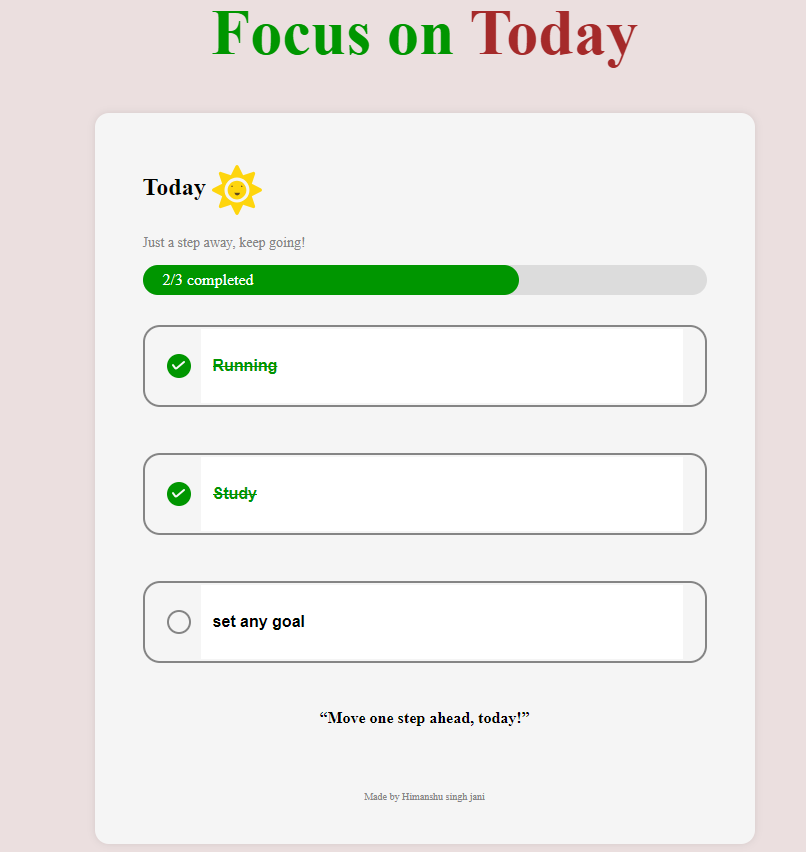 Focus on Today
Today
Just a step away, keep going!
2/3 completed
Running
Study
set any goal
“Move one step ahead, today!”
Made by Himanshu singh jani